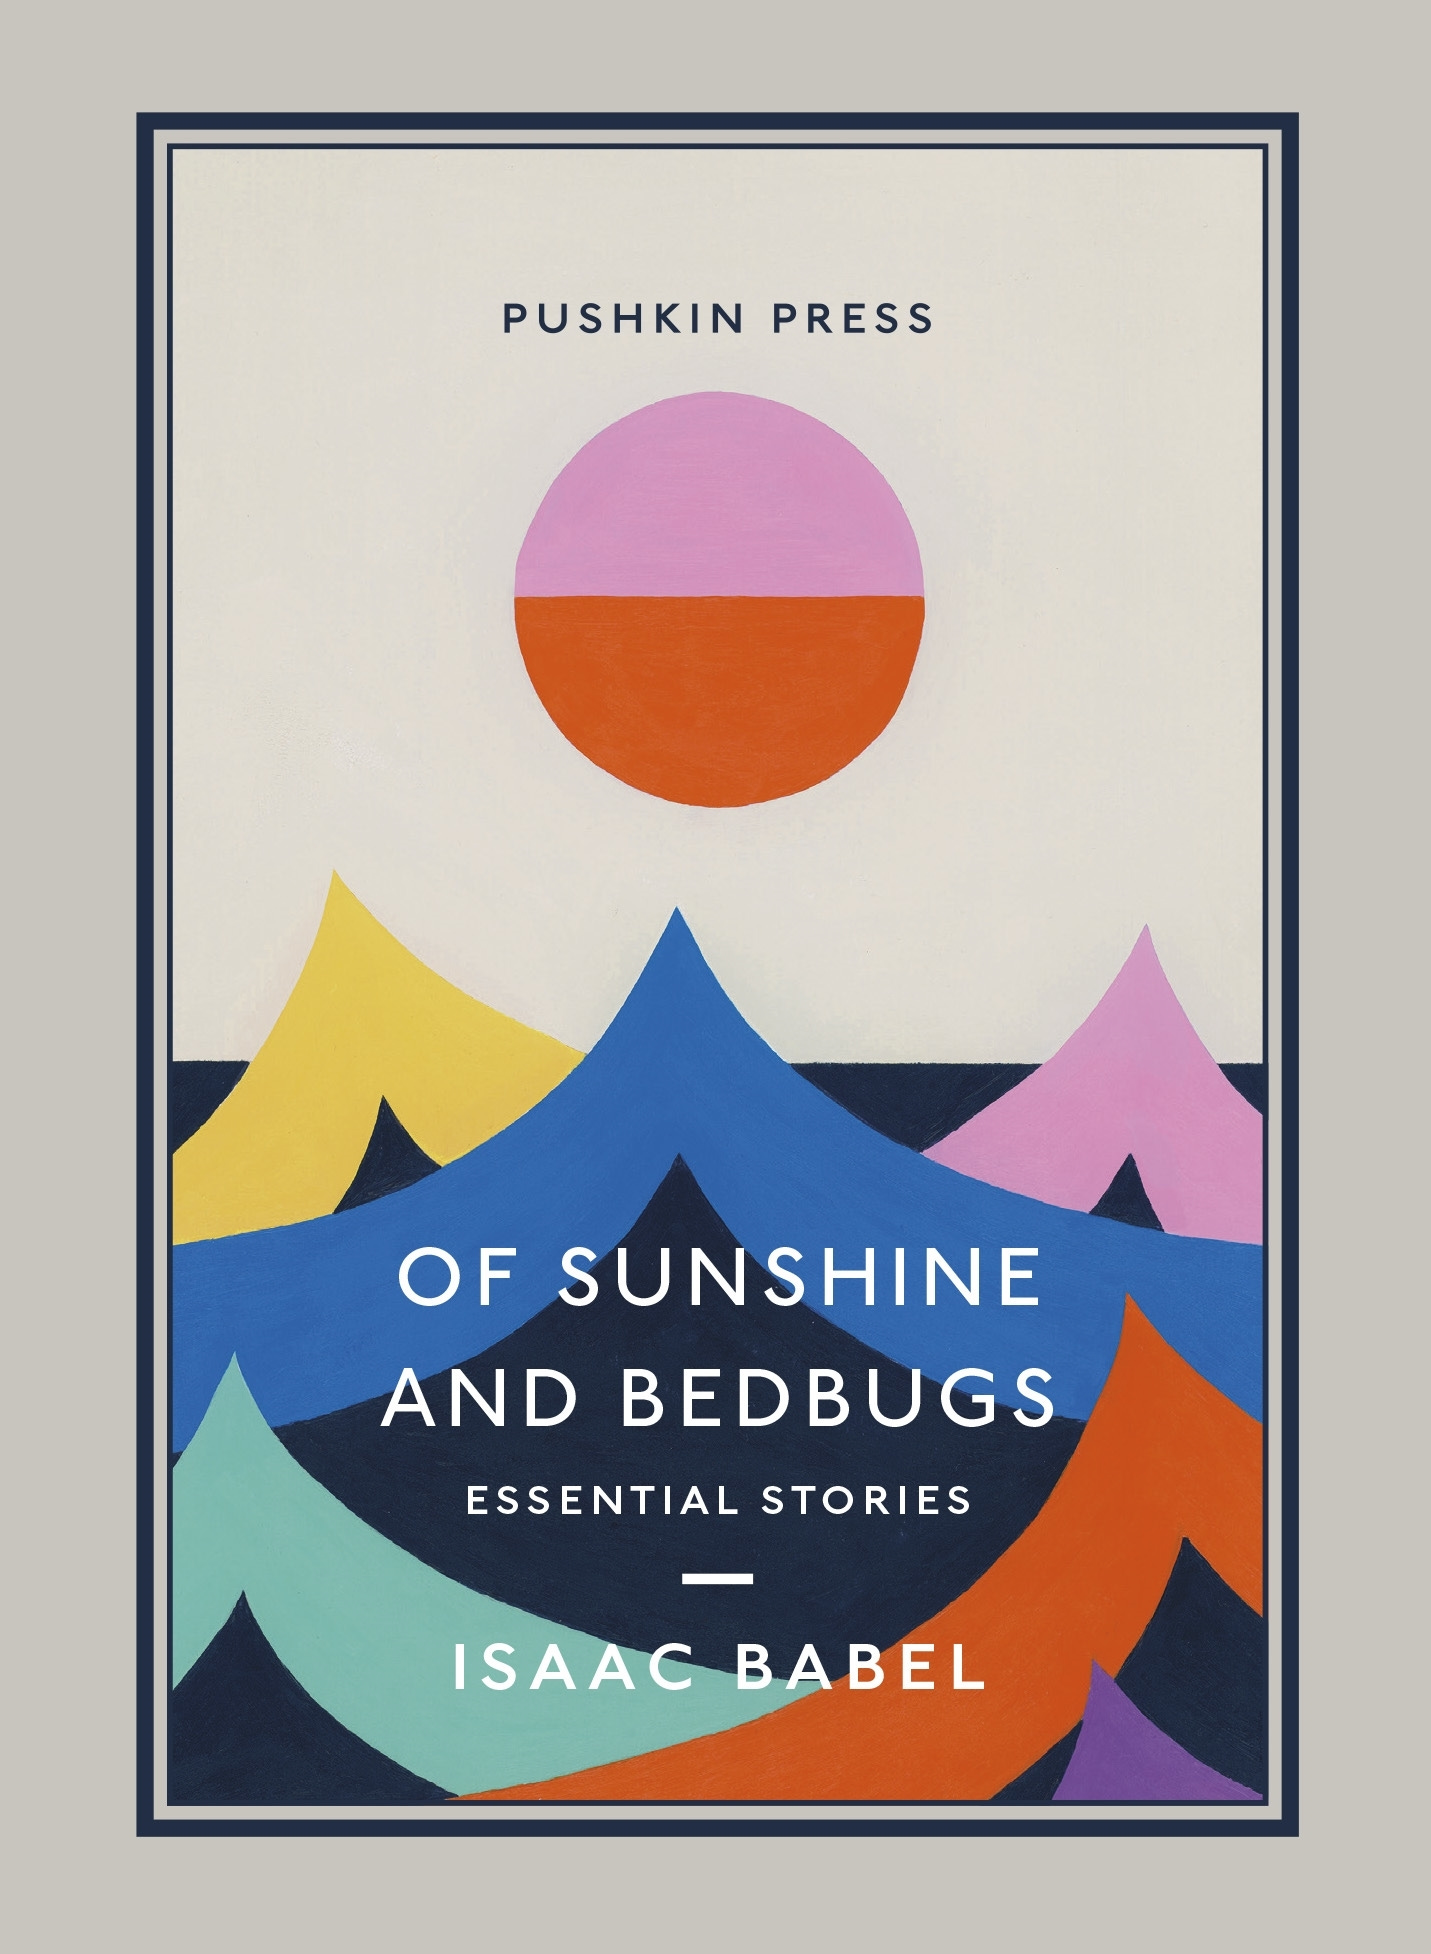 PUSHKIN PRESS
OF SUNSHINE
AND BEDBUGS
ESSENTIAL STORIES
ISAAC BABEL